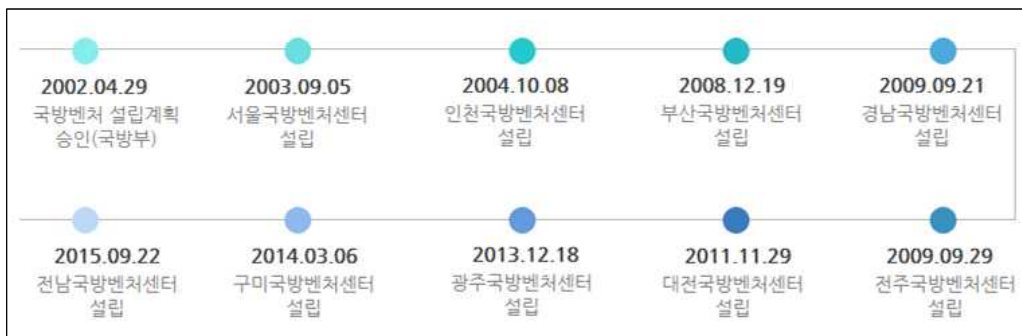 2002.04.29
국방벤처 설립계획
승인(국방부)
2003.09.05
서울국방벤처센터
설립
2004.10.08
인천국방벤처센터
설립
2008.12.19
부산국방벤처센터
설립
2009.09.21
경남국방벤처센터
설립
2009.09.29
전주국방벤처센터
설립
2011.11.29
대전국방벤처센터
설립
2013.12.18
광주국방벤처센터
설립
2014.03.06
구미국방벤처센터
설립
2015.09.22
전남국방벤처센터
설립